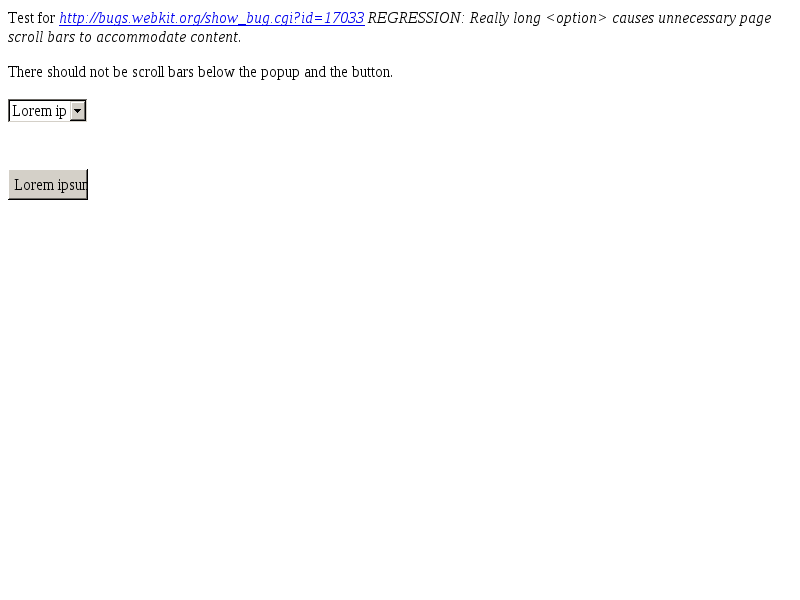 Test for http://bugs.webkit.org/show_bug.cgi?id=17033 REGRESSION: Really long <option> causes unnecessary page
scroll bars to accommodate content.
There should not be scroll bars below the popup and the button.
Lorem ip
Lorem ipsur